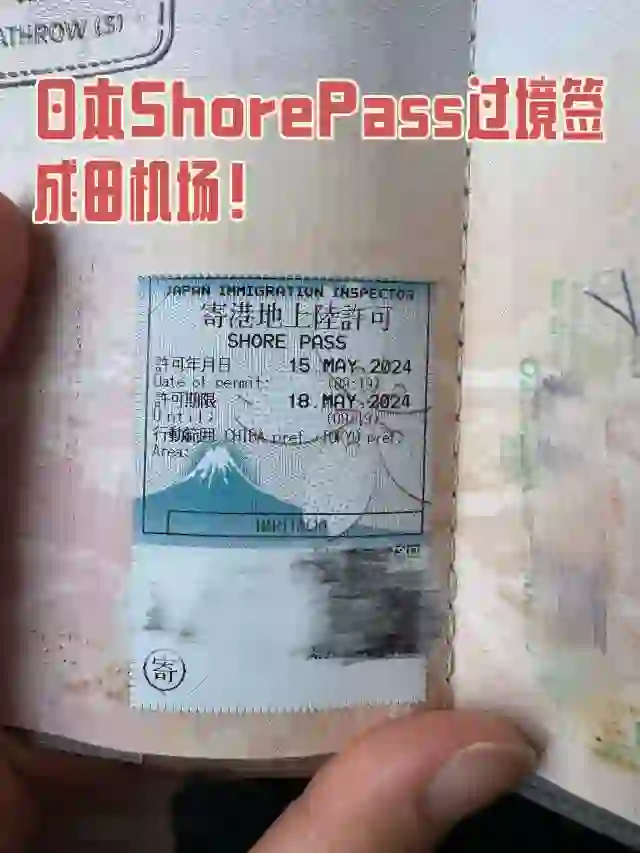 ATHROW (3)
日本ShorePass过境签
成田机场!
JAPAN IMMIGRATION INSPECTOR
寄港地上陸許可
SHORE PASS
許可年月日 15 MAY 2024
Date of permit: (09:19)
許可期限 18 MAY 2024
Until: (09:19)
行動範囲 CHIBA pref. TOKYO pref.
Area:
寄